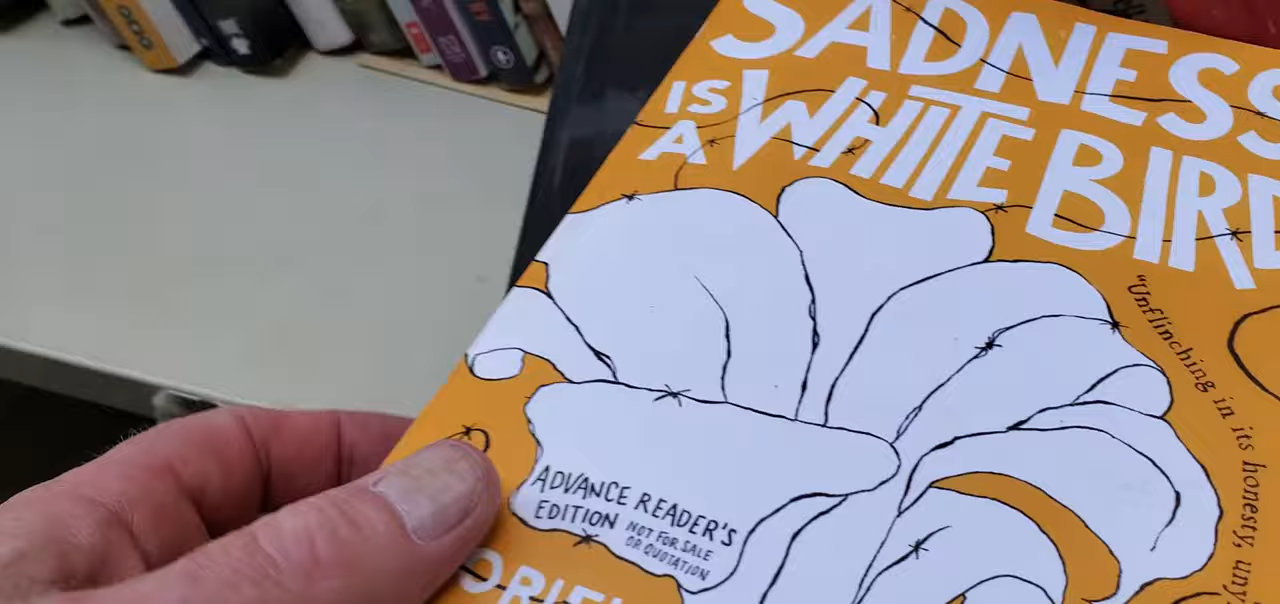 SADNESS
IS
A
WHITE BIRD
"Unflinching in its honesty,
ADVANCE READER'S
EDITION NOT FOR SALE
OR QUOTATION